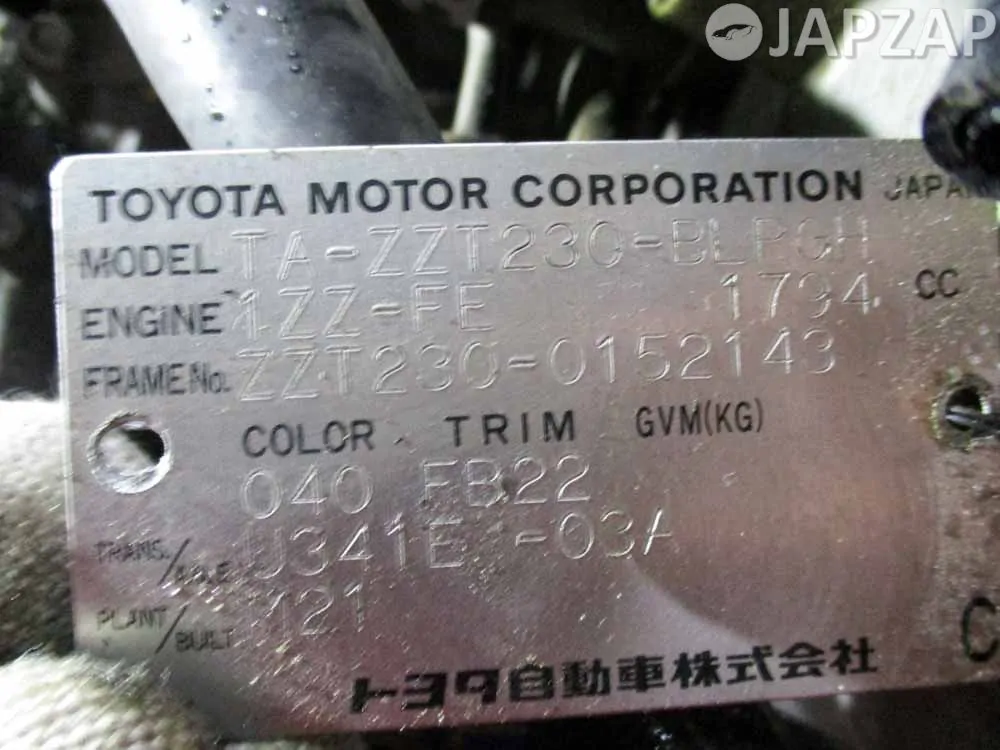 JAPZAP
TOYOTA MOTOR CORPORATION JAPAN
MODEL TA-ZZT230-BLPGH
ENGINE 1ZZ-FE 1794 CC
FRAME No. ZZT230-0152143
COLOR TRIM GVM(KG)
040 FB22
TRANS./AXLE U341E -03A
PLANT/BUILT 121
C
トヨタ自動車株式会社